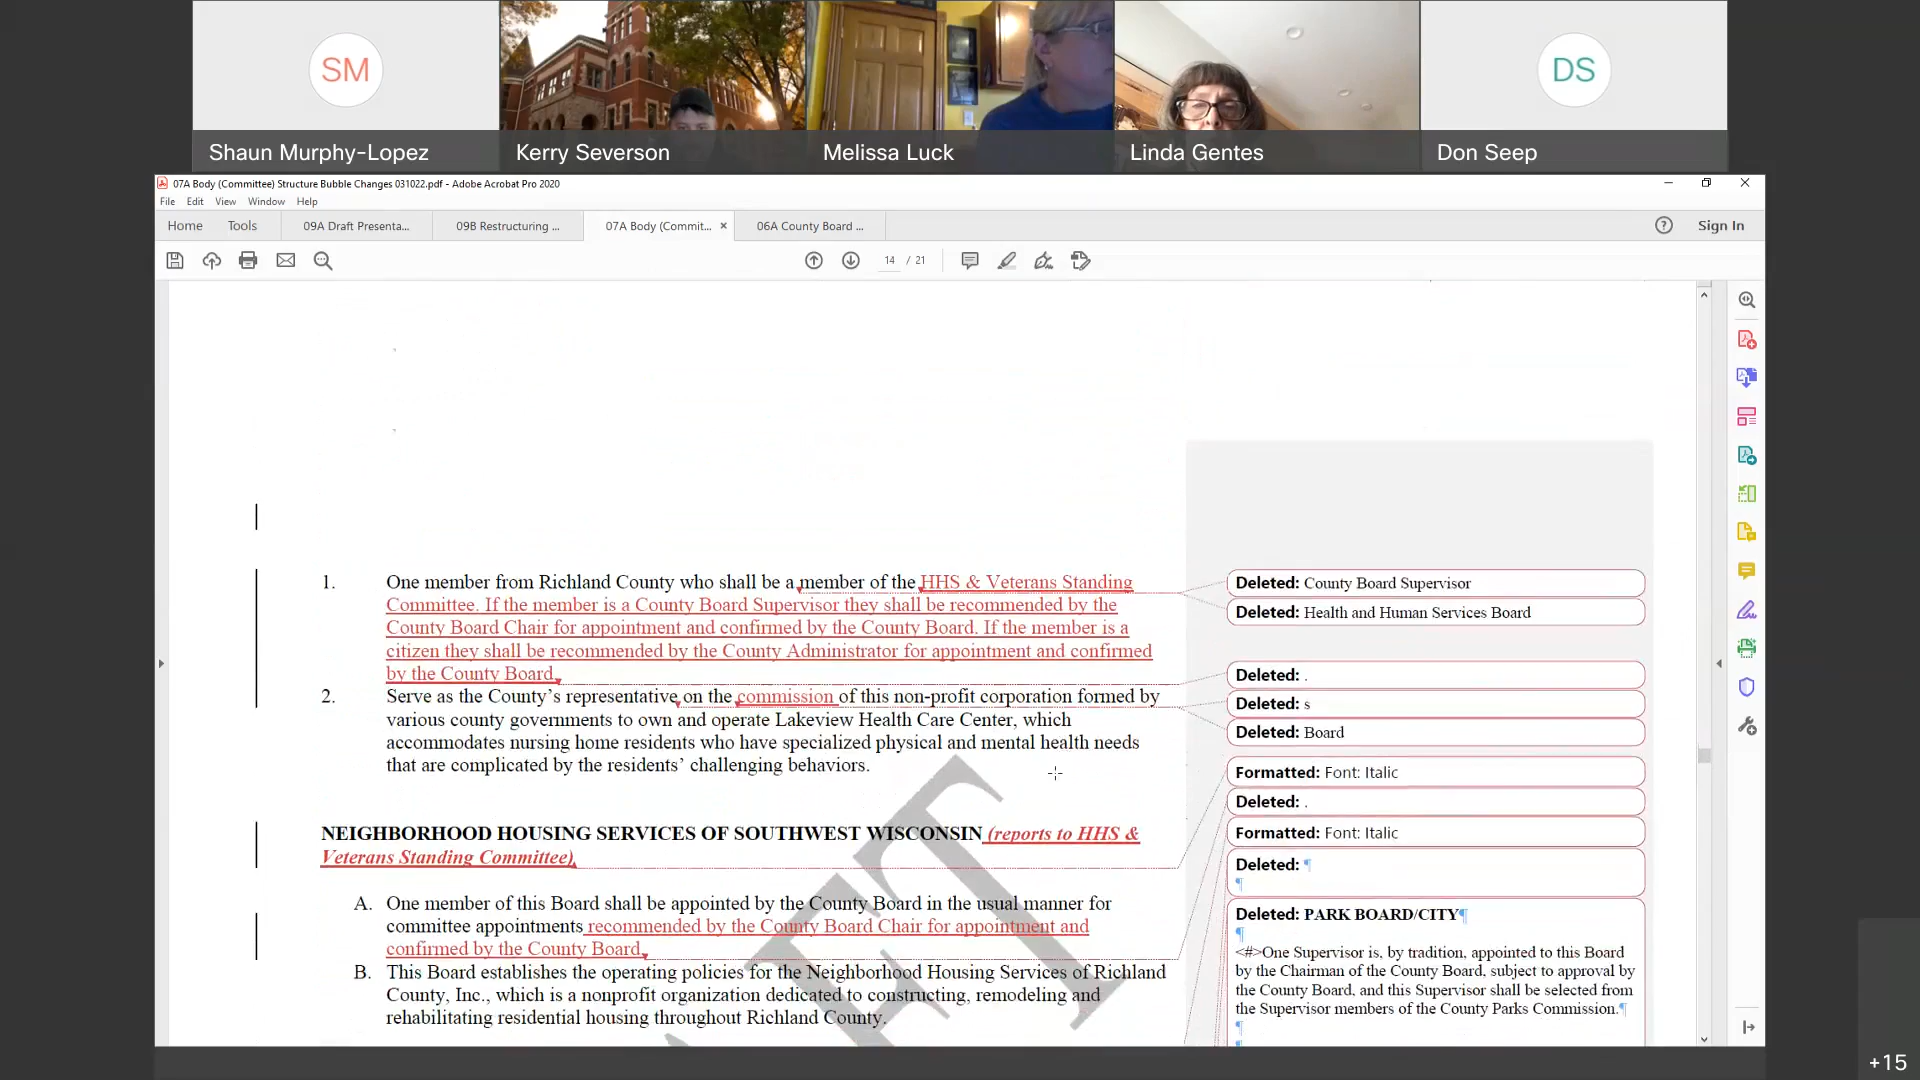 SM
DS
Shaun Murphy-Lopez
Kerry Severson
Melissa Luck
Linda Gentes
Don Seep
07A Body (Committee) Structure Bubble Changes 031022.pdf - Adobe Acrobat Pro 2020
File Edit View Window Help
Home Tools 09A Draft Presenta... 09B Restructuring ... 07A Body (Commit... × 06A County Board ... Sign In
14 / 21
1. One member from Richland County who shall be a member of the HHS & Veterans Standing
Committee. If the member is a County Board Supervisor they shall be recommended by the
County Board Chair for appointment and confirmed by the County Board. If the member is a
citizen they shall be recommended by the County Administrator for appointment and confirmed
by the County Board.
2. Serve as the County's representative on the commission of this non-profit corporation formed by
various county governments to own and operate Lakeview Health Care Center, which
accommodates nursing home residents who have specialized physical and mental health needs
that are complicated by the residents' challenging behaviors.
NEIGHBORHOOD HOUSING SERVICES OF SOUTHWEST WISCONSIN (reports to HHS &
Veterans Standing Committee)
A. One member of this Board shall be appointed by the County Board in the usual manner for
committee appointments recommended by the County Board Chair for appointment and
confirmed by the County Board.
B. This Board establishes the operating policies for the Neighborhood Housing Services of Richland
County, Inc., which is a nonprofit organization dedicated to constructing, remodeling and
rehabilitating residential housing throughout Richland County.
Deleted: County Board Supervisor
Deleted: Health and Human Services Board
Deleted: .
Deleted: s
Deleted: Board
Formatted: Font: Italic
Deleted: .
Formatted: Font: Italic
Deleted: ¶
¶
Deleted: PARK BOARD/CITY¶
¶
<#>One Supervisor is, by tradition, appointed to this Board
by the Chairman of the County Board, subject to approval by
the County Board, and this Supervisor shall be selected from
the Supervisor members of the County Parks Commission.¶
¶
+15